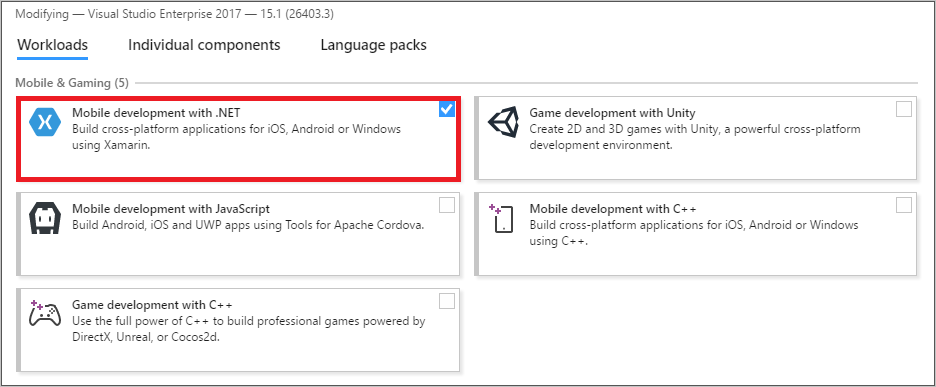 Modifying — Visual Studio Enterprise 2017 — 15.1 (26403.3)
Workloads Individual components Language packs
Mobile & Gaming (5)
Mobile development with .NET
Build cross-platform applications for iOS, Android or Windows
using Xamarin.
Game development with Unity
Create 2D and 3D games with Unity, a powerful cross-platform
development environment.
Mobile development with JavaScript
Build Android, iOS and UWP apps using Tools for Apache Cordova.
Mobile development with C++
Build cross-platform applications for iOS, Android or Windows
using C++.
Game development with C++
Use the full power of C++ to build professional games powered by
DirectX, Unreal, or Cocos2d.